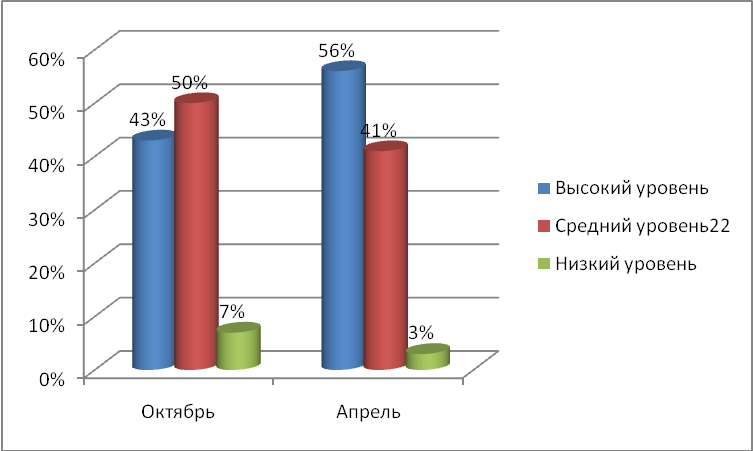 60%
50%
40%
30%
20%
10%
0%
43%
50%
7%
56%
41%
3%
Октябрь
Апрель
Высокий уровень
Средний уровень22
Низкий уровень